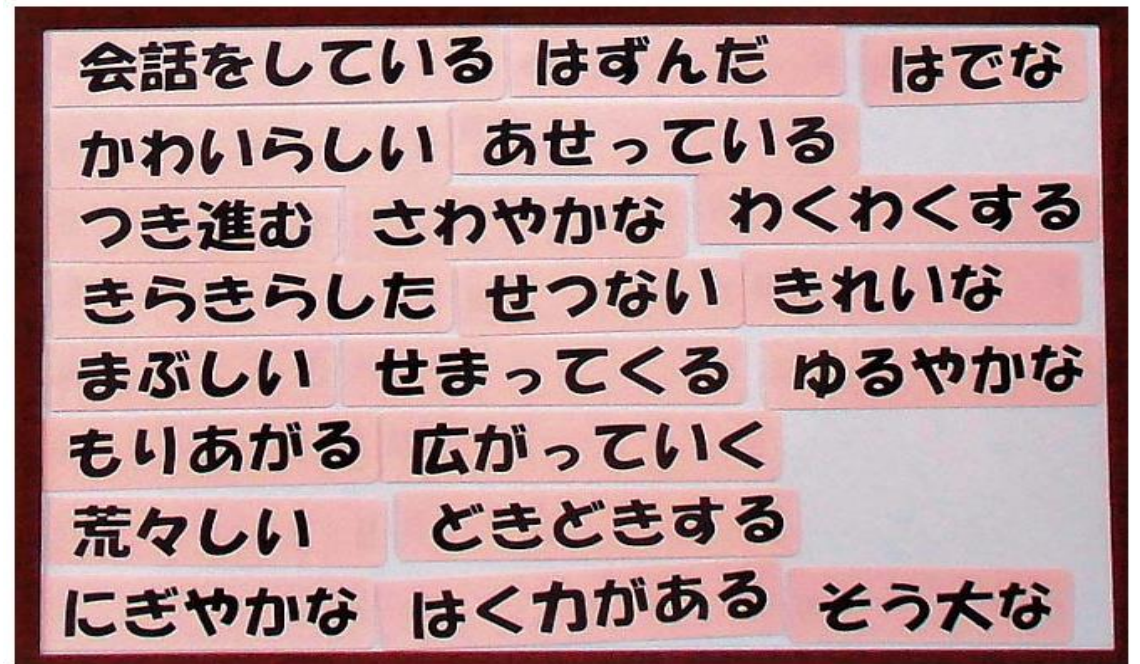 会話をしている はずんだ はでな
かわいらしい あせっている
つき進む さわやかな わくわくする
きらきらした せつない きれいな
まぶしい せまってくる ゆるやかな
もりあがる 広がっていく
荒々しい どきどきする
にぎやかな はく力がある そう大な